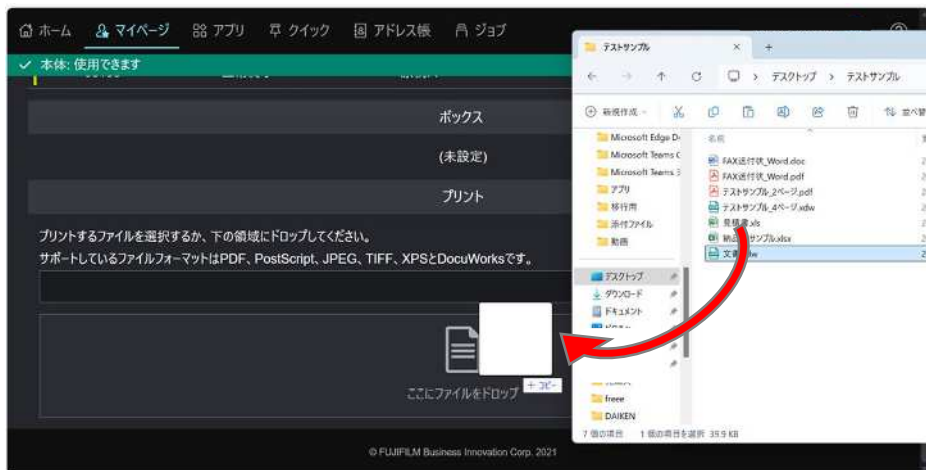 ホーム マイページ アプリ クイック アドレス帳 ジョブ
本体: 使用できます
ボックス
(未設定)
プリント
プリントするファイルを選択するか、下の領域にドロップしてください。
サポートしているファイルフォーマットはPDF、PostScript、JPEG、TIFF、XPSとDocuWorksです。
ここにファイルをドロップ
+ コピー
© FUJIFILM Business Innovation Corp. 2021
テストサンプル
デスクトップ > テストサンプル
新規作成
並べ替
Microsoft Edge D
Microsoft Teams C
Microsoft Teams
アプリ
移行用
添付ファイル
動画
デスクトップ
ダウンロード
ドキュメント
freee
DAIKEN
名前
FAX送付状_Word.doc
FAX送付状_Word.pdf
テストサンプル_2ページ.pdf
テストサンプル_4ページ.xdw
見積書.xls
納品 サンプル.xlsx
文書
7 個の項目 1 個の項目を選択 39.9 KB